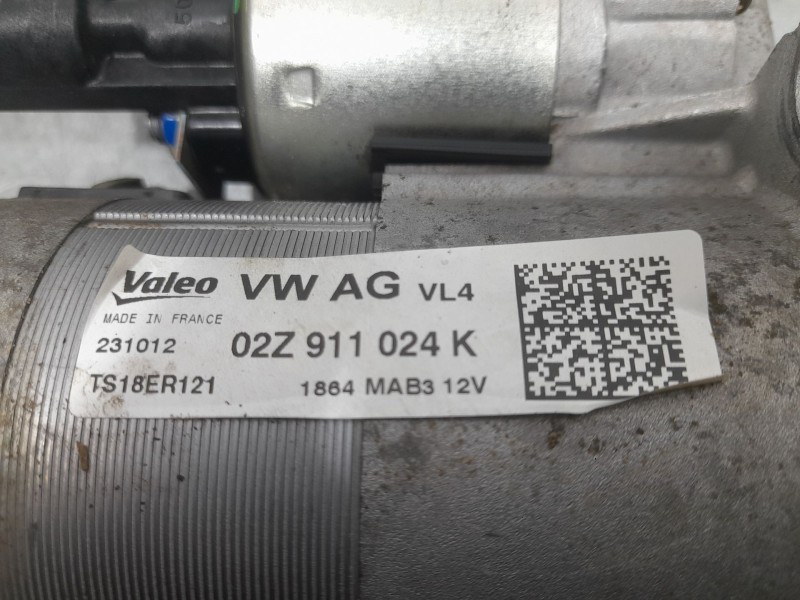 Valeo VW AG VL4
MADE IN FRANCE
231012 02Z 911 024 K
TS18ER121 1864 MAB3 12V